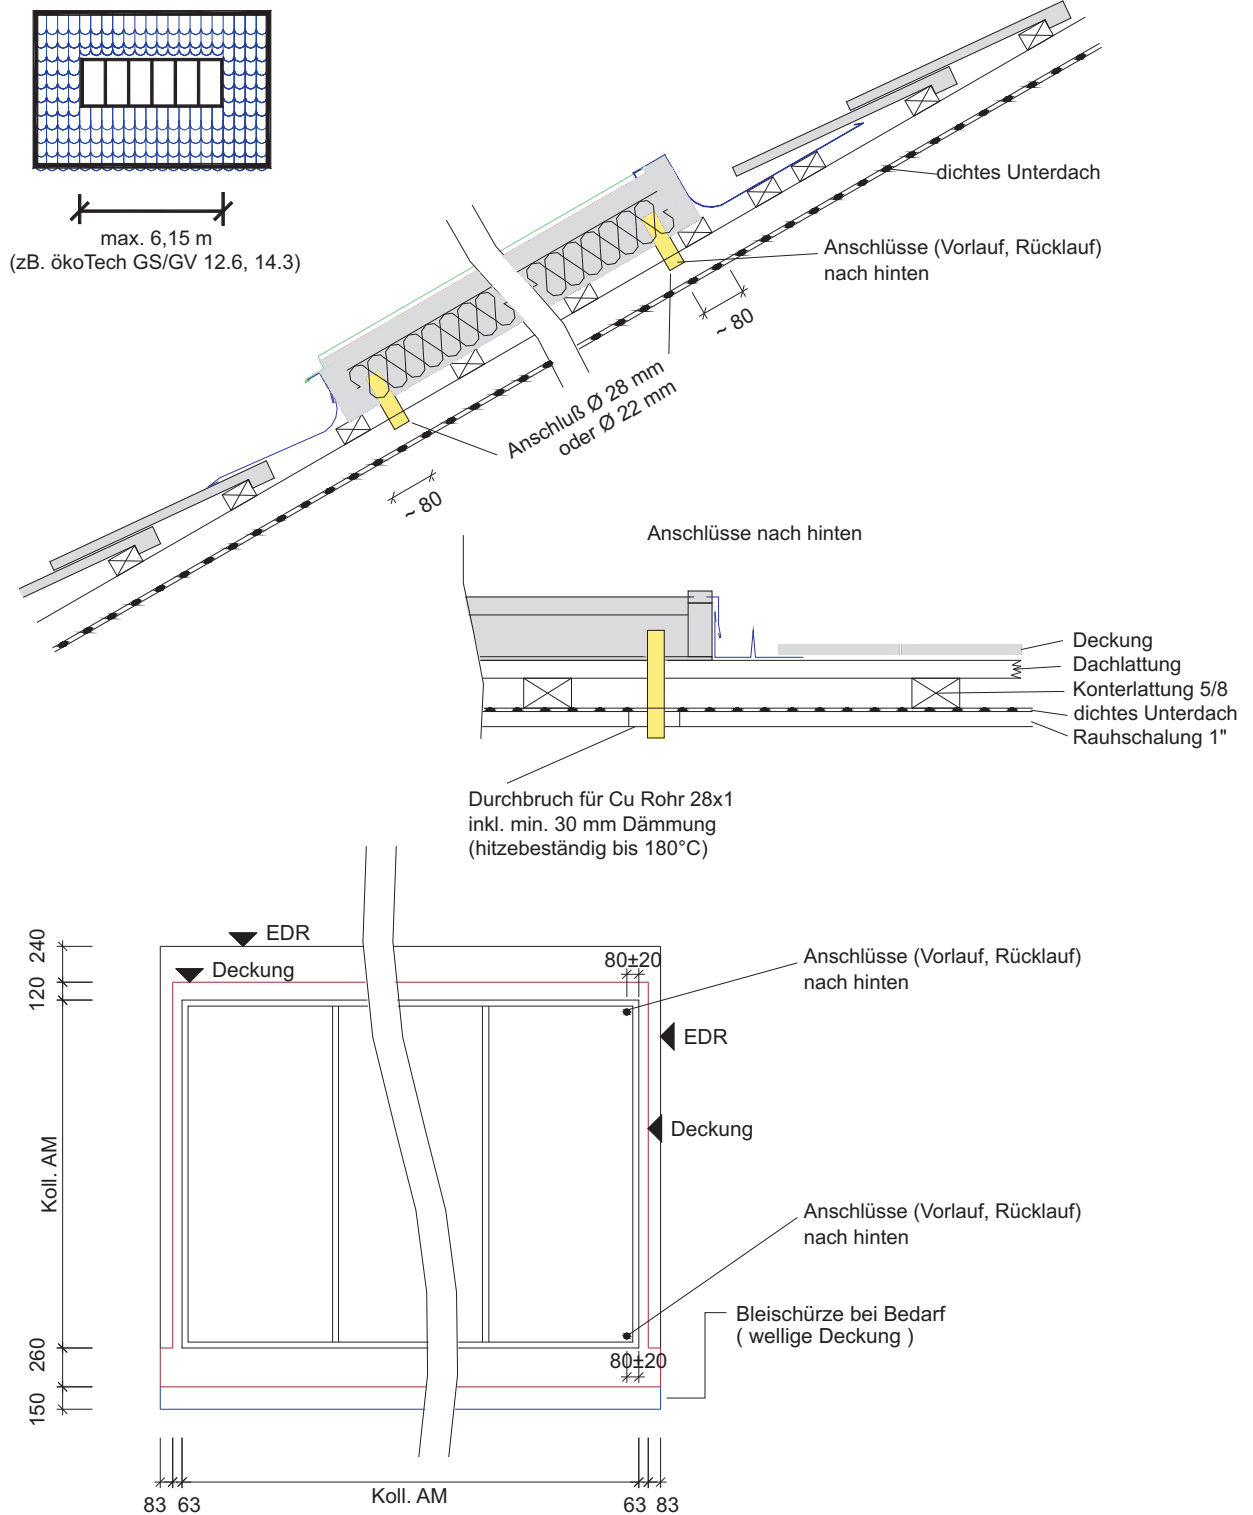 max. 6,15 m
(zB. ökoTech GS/GV 12.6, 14.3)
dichtes Unterdach
Anschlüsse (Vorlauf, Rücklauf)
nach hinten
~ 80
Anschluß Ø 28 mm
oder Ø 22 mm
~ 80
Anschlüsse nach hinten
Deckung
Dachlattung
Konterlattung 5/8
dichtes Unterdach
Rauhschalung 1"
Durchbruch für Cu Rohr 28x1
inkl. min. 30 mm Dämmung
(hitzebeständig bis 180°C)
240
EDR
120
Deckung
80±20
Anschlüsse (Vorlauf, Rücklauf)
nach hinten
EDR
Deckung
Koll. AM
Anschlüsse (Vorlauf, Rücklauf)
nach hinten
Bleischürze bei Bedarf
( wellige Deckung )
260
80±20
150
Koll. AM
83 63
63 83